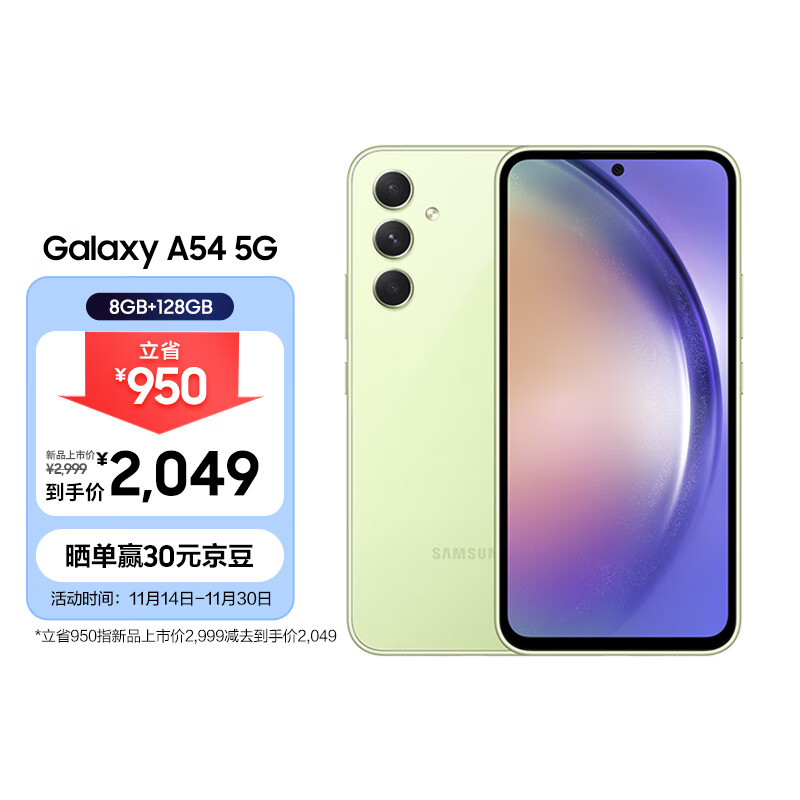 Galaxy A54 5G
8GB+128GB
立省
¥950
新品上市价
¥2,999
到手价
¥2,049
晒单赢30元京豆
活动时间：11月14日-11月30日
*立省950指新品上市价2,999减去到手价2,049
SAMSUN